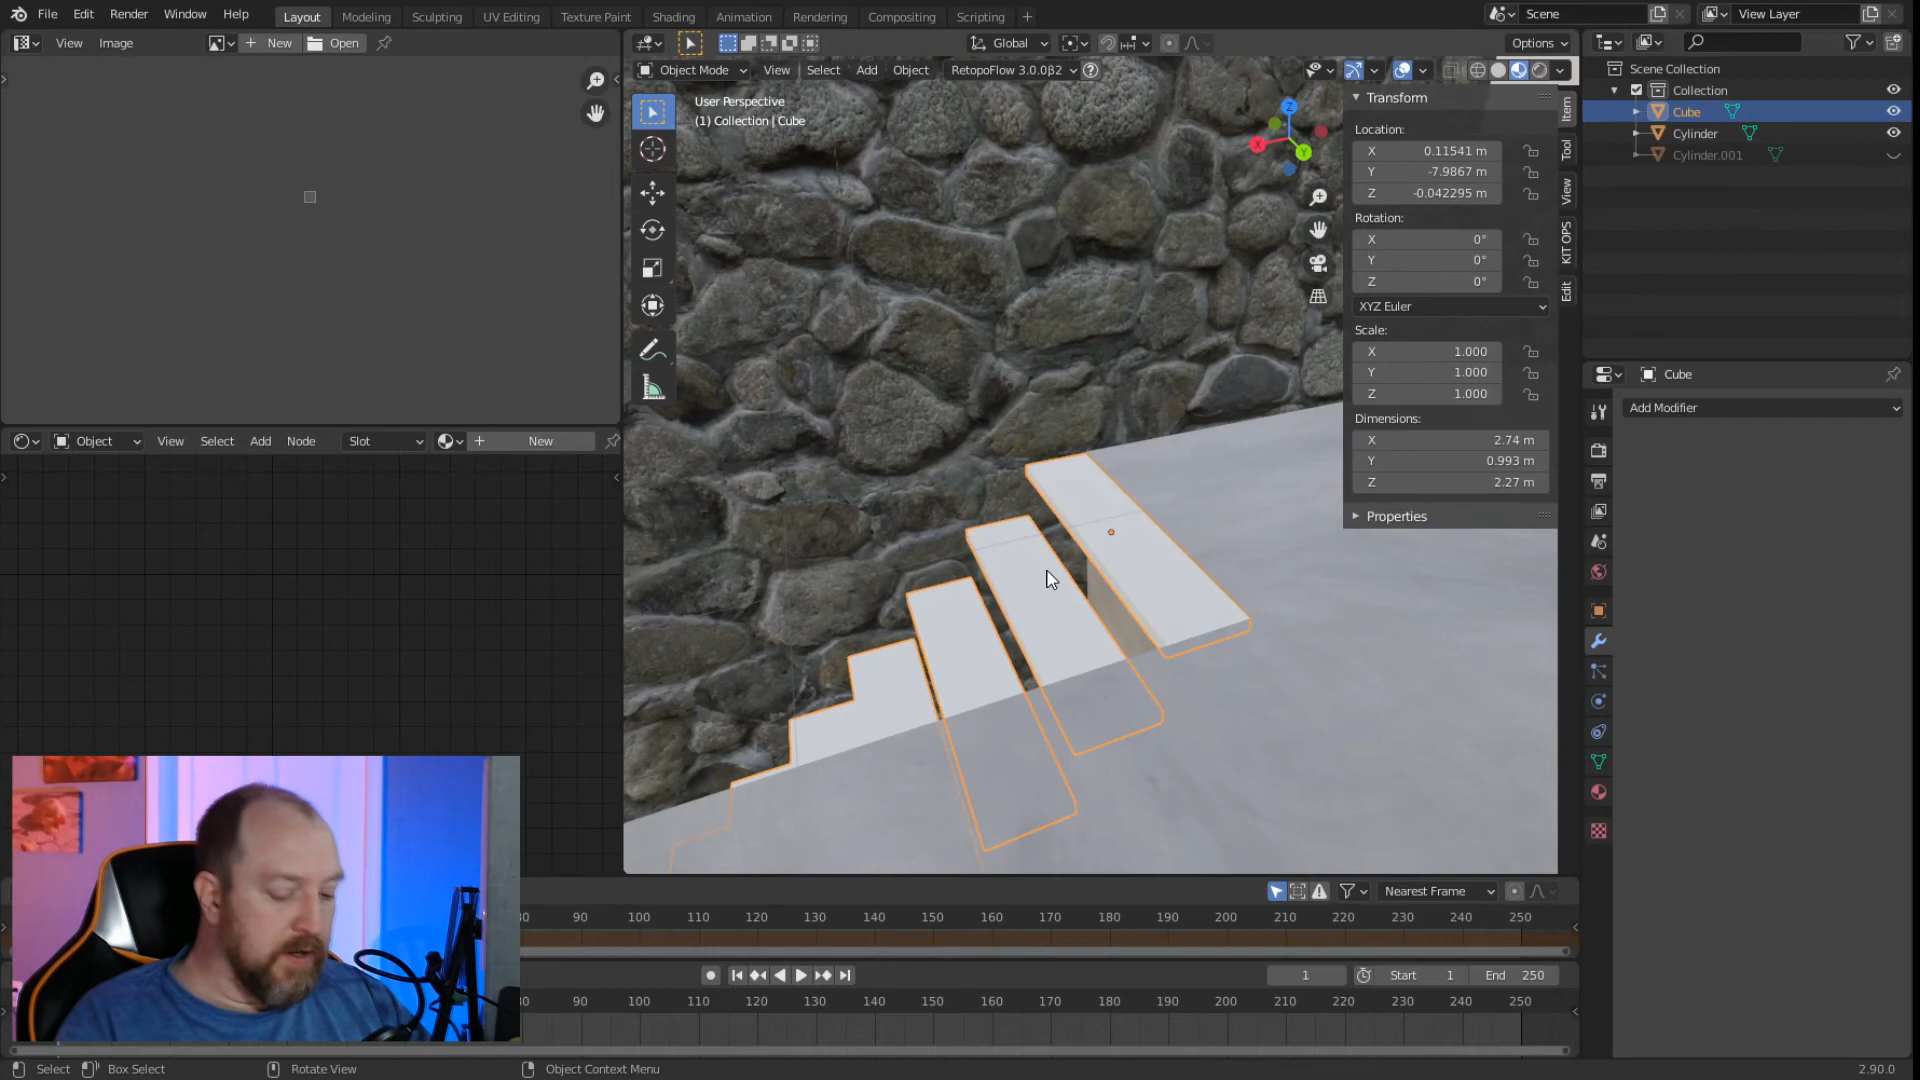 File Edit Render Window Help
Layout Modeling Sculpting UV Editing Texture Paint Shading Animation Rendering Compositing Scripting
Scene
View Layer
View Image
New Open
Global
Options
Object Mode View Select Add Object RetopoFlow 3.0.0β2
User Perspective
(1) Collection | Cube
Z
X
Y
Transform
Location:
X 0.11541 m
Y -7.9867 m
Z -0.042295 m
Rotation:
X 0°
Y 0°
Z 0°
XYZ Euler
Scale:
X 1.000
Y 1.000
Z 1.000
Dimensions:
X 2.74 m
Y 0.993 m
Z 2.27 m
Properties
Item
Tool
View
KIT OPS
Edit
Scene Collection
Collection
Cube
Cylinder
Cylinder.001
Cube
Add Modifier
Object View Select Add Node Slot New
Nearest Frame
80 90 100 110 120 130 140 150 160 170 180 190 200 210 220 230 240 250
1 Start 1 End 250
80 90 100 110 120 130 140 150 160 170 180 190 200 210 220 230 240 250
Select Box Select Rotate View Object Context Menu 2.90.0